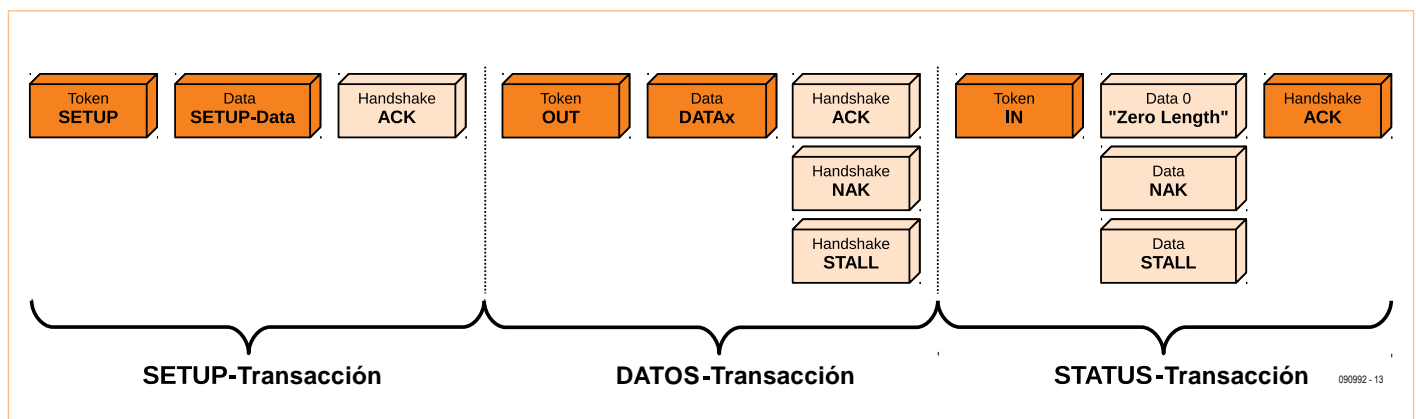 Token
SETUP
Data
SETUP-Data
Handshake
ACK
Token
OUT
Data
DATAx
Handshake
ACK
Handshake
NAK
Handshake
STALL
Token
IN
Data 0
"Zero Length"
Data
NAK
Data
STALL
Handshake
ACK
SETUP-Transacción
DATOS-Transacción
STATUS-Transacción
090992 - 13